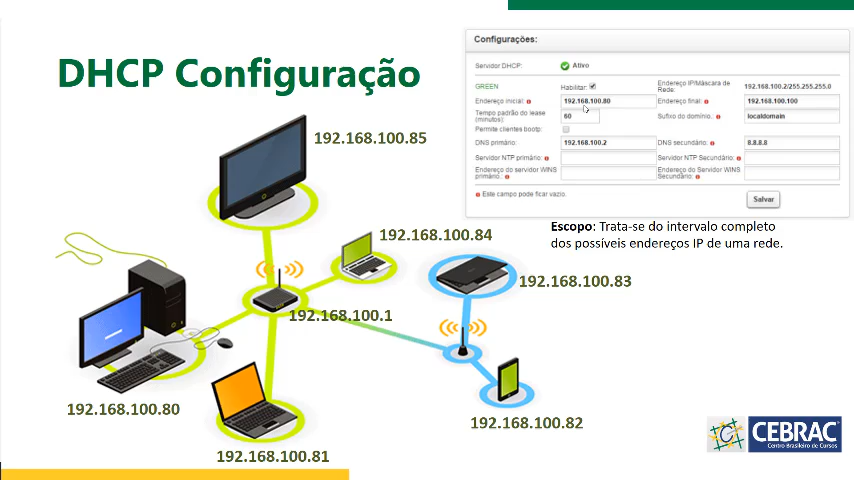 DHCP Configuração
Configurações:
Servidor DHCP: Ativo
GREEN Habilitar: Endereço IP/Máscara de Rede: 192.168.100.2/255.255.255.0
Endereço inicial: 192.168.100.80 Endereço final: 192.168.100.100
Tempo padrão do lease (minutos): 60 Sufixo do domínio: localdomain
Permite clientes bootp:
DNS primário: 192.168.100.2 DNS secundário: 8.8.8.8
Servidor NTP primário: Servidor NTP Secundário:
Endereço do servidor WINS primário: Endereço do Servidor WINS Secundário:
Este campo pode ficar vazio.
Salvar
Escopo: Trata-se do intervalo completo
dos possíveis endereços IP de uma rede.
192.168.100.85
192.168.100.84
192.168.100.83
192.168.100.1
192.168.100.80
192.168.100.82
192.168.100.81
CEBRAC
Centro Brasileiro de Cursos